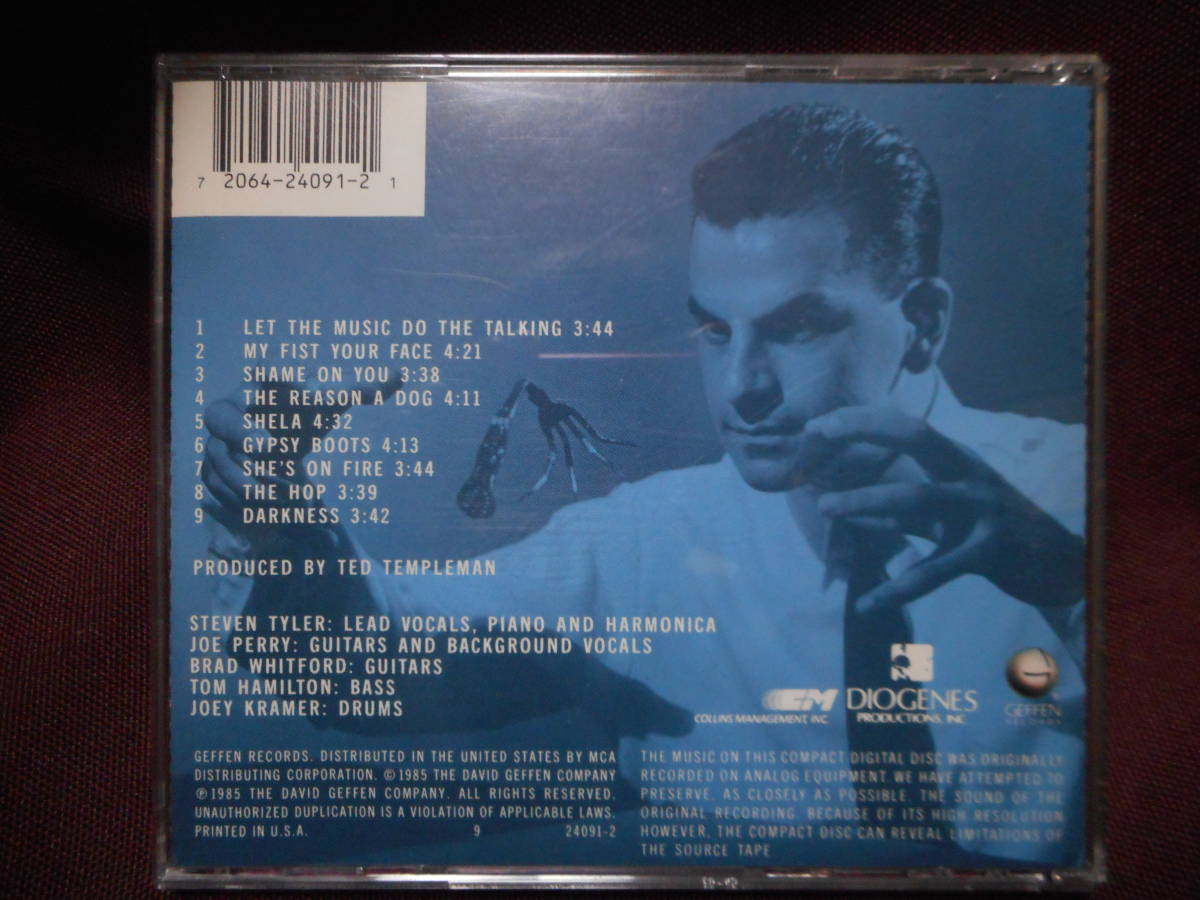 7 2064-24091-2 1
1 LET THE MUSIC DO THE TALKING 3:44
2 MY FIST YOUR FACE 4:21
3 SHAME ON YOU 3:38
4 THE REASON A DOG 4:11
5 SHELA 4:32
6 GYPSY BOOTS 4:13
7 SHE'S ON FIRE 3:44
8 THE HOP 3:39
9 DARKNESS 3:42
PRODUCED BY TED TEMPLEMAN
STEVEN TYLER: LEAD VOCALS, PIANO AND HARMONICA
JOE PERRY: GUITARS AND BACKGROUND VOCALS
BRAD WHITFORD: GUITARS
TOM HAMILTON: BASS
JOEY KRAMER: DRUMS
COLLINS MANAGEMENT, INC.
DIOGENES
PRODUCTIONS, INC
GEFFEN
RECORDS
GEFFEN RECORDS. DISTRIBUTED IN THE UNITED STATES BY MCA
DISTRIBUTING CORPORATION. ©1985 THE DAVID GEFFEN COMPANY
℗1985 THE DAVID GEFFEN COMPANY. ALL RIGHTS RESERVED.
UNAUTHORIZED DUPLICATION IS A VIOLATION OF APPLICABLE LAWS.
PRINTED IN U.S.A. 9 24091-2
THE MUSIC ON THIS COMPACT DIGITAL DISC WAS ORIGINALLY
RECORDED ON ANALOG EQUIPMENT. WE HAVE ATTEMPTED TO
PRESERVE, AS CLOSELY AS POSSIBLE, THE SOUND OF THE
ORIGINAL RECORDING. BECAUSE OF ITS HIGH RESOLUTION
HOWEVER, THE COMPACT DISC CAN REVEAL LIMITATIONS OF
THE SOURCE TAPE